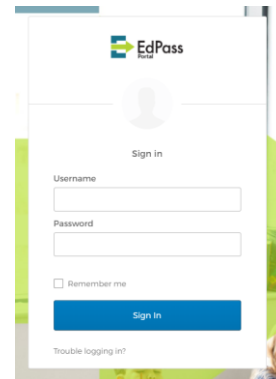 EdPass
Portal
Sign in
Username
Password
Remember me
Sign In
Trouble logging in?